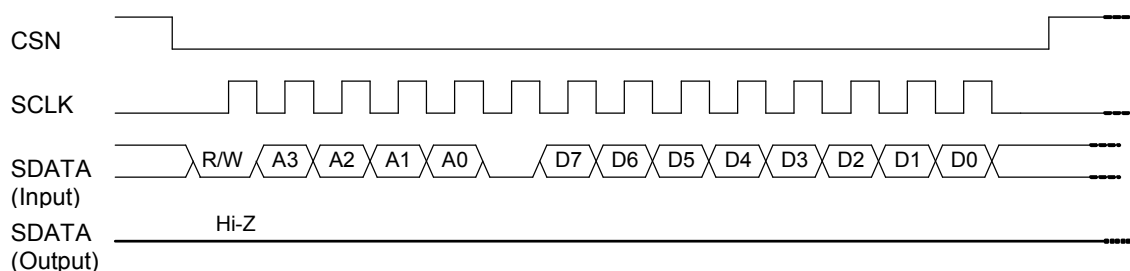 CSN
SCLK
SDATA
(Input)
R/W A3 A2 A1 A0 D7 D6 D5 D4 D3 D2 D1 D0
SDATA
(Output)
Hi-Z